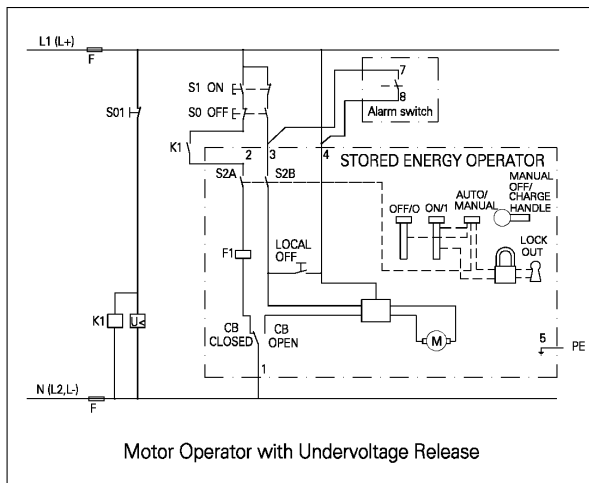 L1 (L+)
F
7
S1 ON
8
S01
S0 OFF
Alarm switch
K1
2
3
4
STORED ENERGY OPERATOR
S2A
S2B
MANUAL
OFF/
CHARGE
HANDLE
AUTO/
MANUAL
OFF/O
ON/1
LOCK
OUT
F1
LOCAL
OFF
K1
U<
CB
CLOSED
CB
OPEN
M
5
PE
1
N (L2,L-)
F
Motor Operator with Undervoltage Release